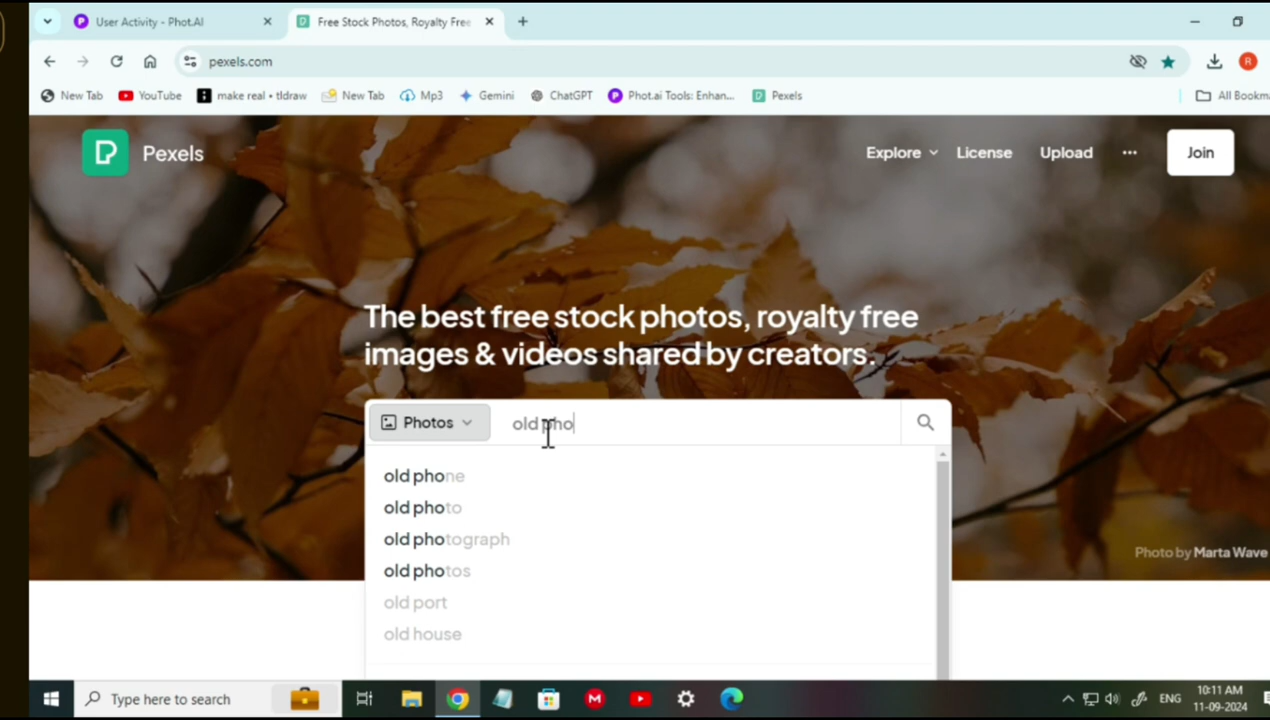 User Activity - Phot.AI
Free Stock Photos, Royalty Free
pexels.com
R
New Tab
YouTube
make real • tldraw
New Tab
Mp3
Gemini
ChatGPT
Phot.ai Tools: Enhan...
Pexels
All Bookma
Pexels
Explore
License
Upload
Join
The best free stock photos, royalty free
images & videos shared by creators.
Photos
old pho
old phone
old photo
old photograph
old photos
old port
old house
Photo by Marta Wave
Type here to search
ENG
10:11 AM
11-09-2024